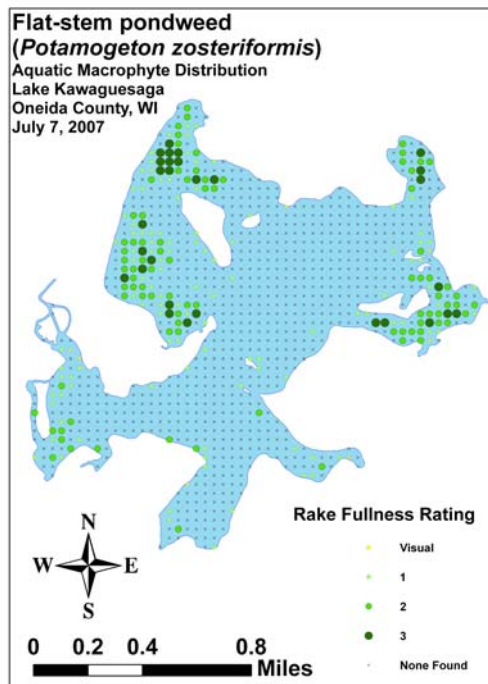 Flat-stem pondweed
(Potamogeton zosteriformis)
Aquatic Macrophyte Distribution
Lake Kawaguesaga
Oneida County, WI
July 7, 2007
Rake Fullness Rating
Visual
1
2
3
None Found
N
W E
S
0 0.2 0.4 0.8
Miles